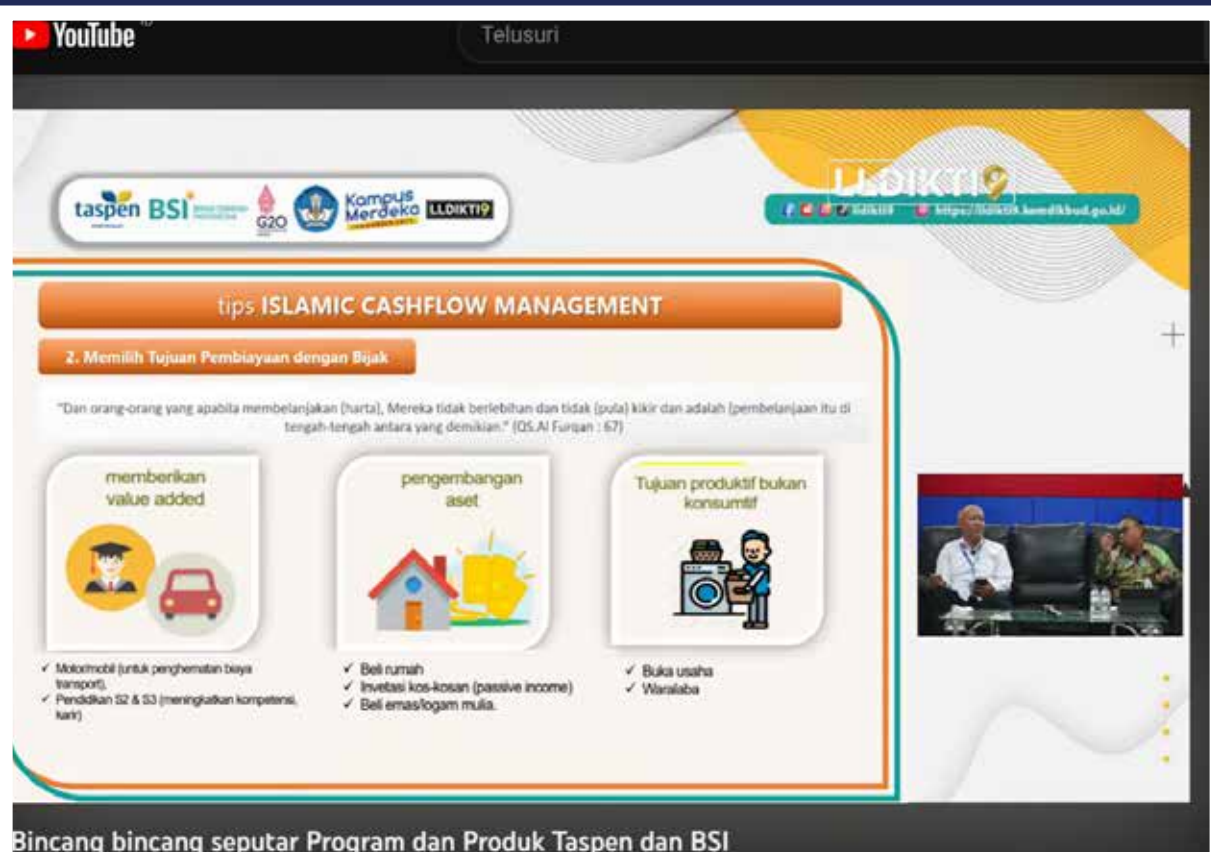 YouTube ID
Telusuri
taspen BSI
G20
Kampus
Merdeka
LLDIKTI9
LLDIKTI9
lldikti9 https://lldikti9.kemdikbud.go.id/
tips ISLAMIC CASHFLOW MANAGEMENT
2. Memilih Tujuan Pembiayaan dengan Bijak
"Dan orang-orang yang apabila membelanjakan (harta), Mereka tidak berlebihan dan tidak (pula) kikir dan adalah (pembelanjaan itu di
tengah-tengah antara yang demikian." (QS.Al Furqan : 67)
memberikan
value added
✓ Motor/mobil (untuk penghematan biaya
transport),
✓ Pendidikan S2 & S3 (meningkatkan kompetensi,
karir)
pengembangan
aset
✓ Beli rumah
✓ Invetasi kos-kosan (passive income)
✓ Beli emas/logam mulia.
Tujuan produktif bukan
konsumtif
✓ Buka usaha
✓ Waralaba
Bincang bincang seputar Program dan Produk Taspen dan BSI